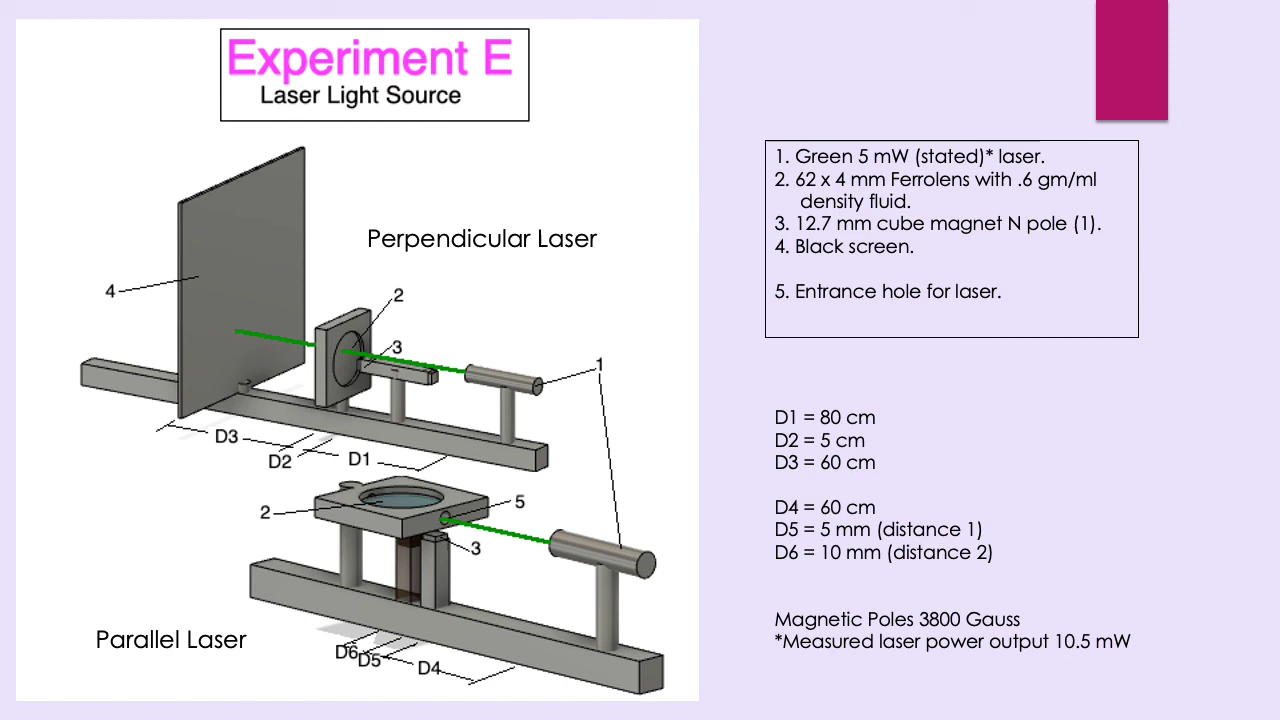 Experiment E
Laser Light Source
Perpendicular Laser
4
2
3
1
D3
D2
D1
2
5
3
Parallel Laser
D6
D5
D4
1. Green 5 mW (stated)* laser.
2. 62 x 4 mm Ferrolens with .6 gm/ml
density fluid.
3. 12.7 mm cube magnet N pole (1).
4. Black screen.
5. Entrance hole for laser.
D1 = 80 cm
D2 = 5 cm
D3 = 60 cm
D4 = 60 cm
D5 = 5 mm (distance 1)
D6 = 10 mm (distance 2)
Magnetic Poles 3800 Gauss
*Measured laser power output 10.5 mW